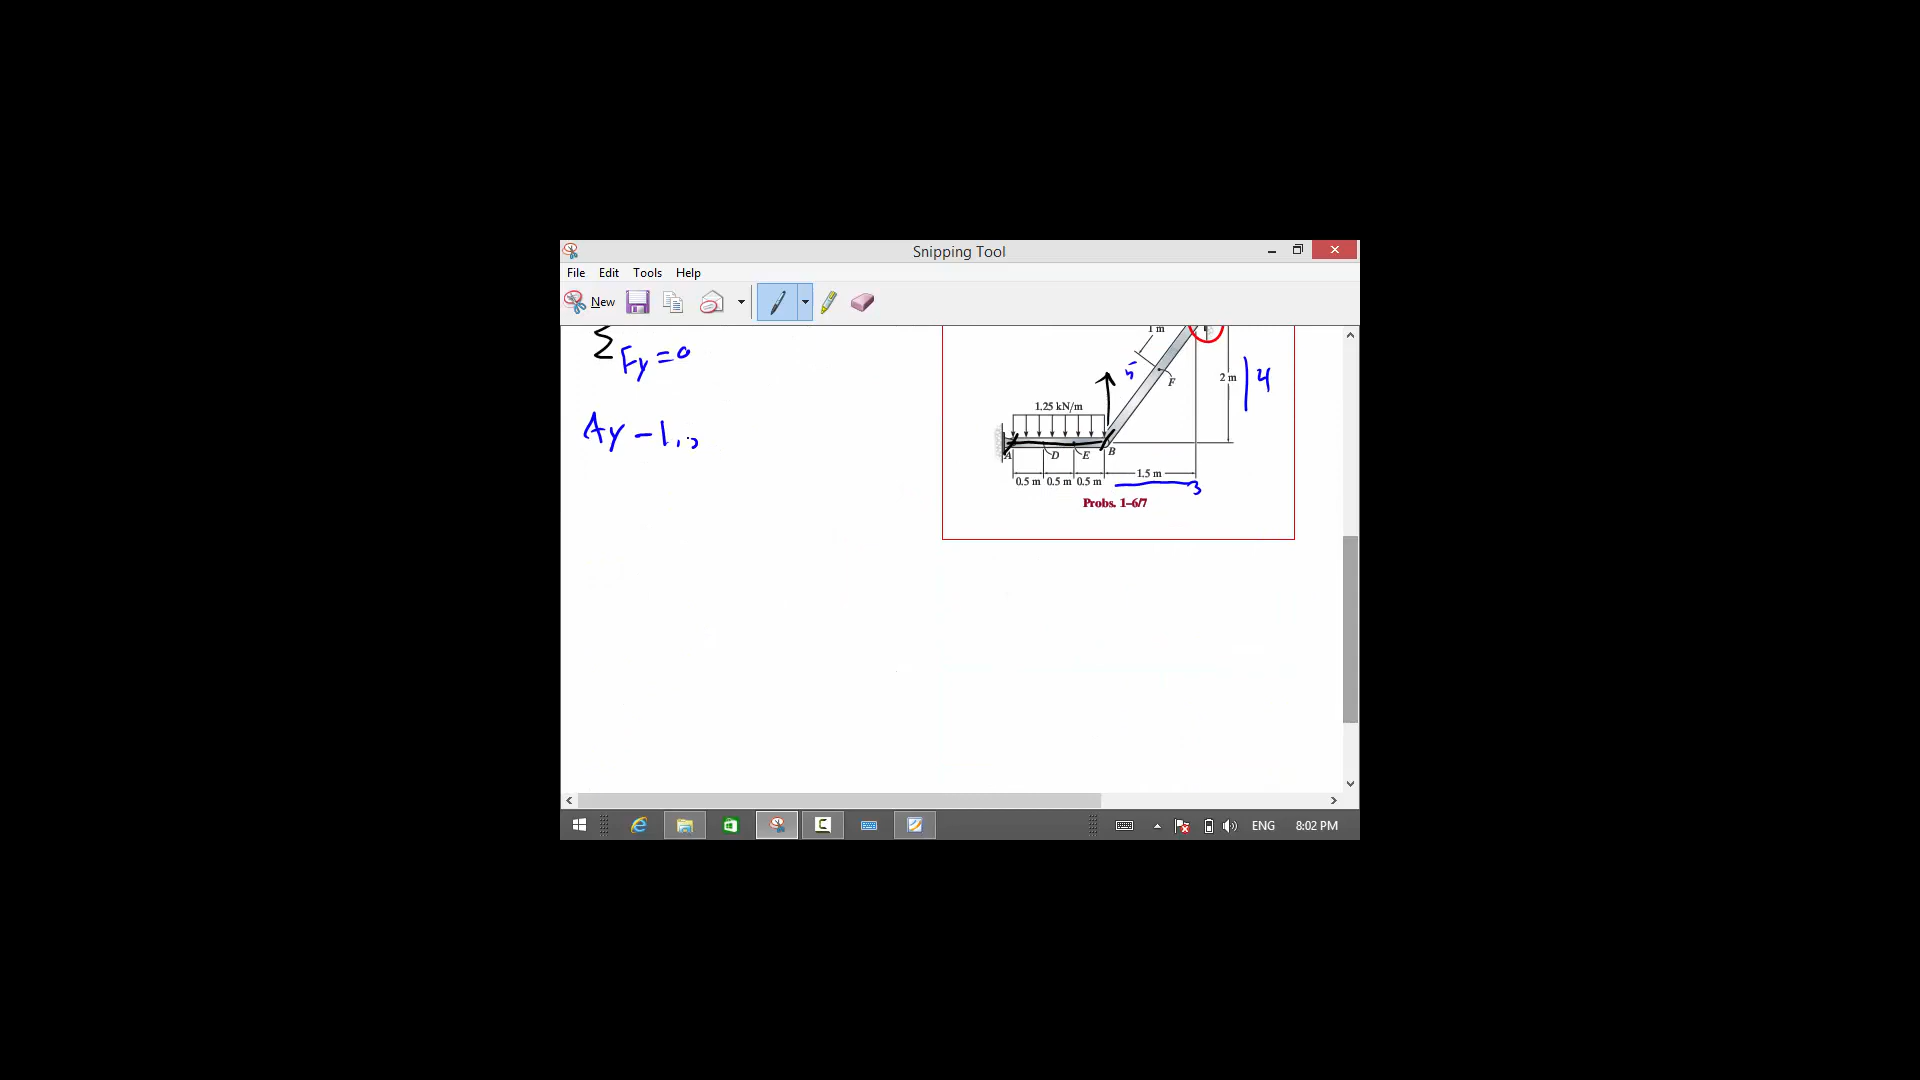 Snipping Tool
File Edit Tools Help
New
Σ Fy = 0
Ay - 1.
1 m
5
F
2 m
4
1.25 kN/m
A D E B
0.5 m 0.5 m 0.5 m
1.5 m
3
Probs. 1–6/7
ENG 8:02 PM